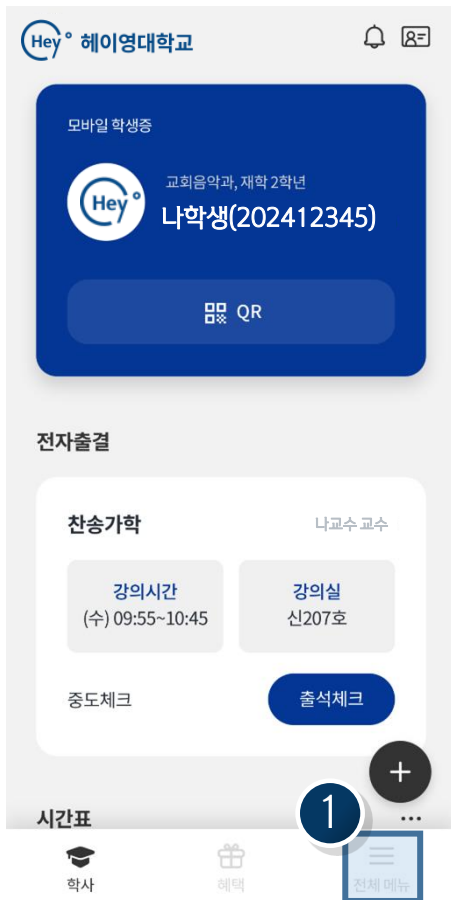 Hey° 헤이영대학교
모바일 학생증
교회음악과, 재학 2학년
Hey°
나학생(202412345)
QR
전자출결
찬송가학
나교수 교수
강의시간
강의실
(수) 09:55~10:45
신207호
중도체크
출석체크
+
시간표
1
...
학사
혜택
전체 메뉴